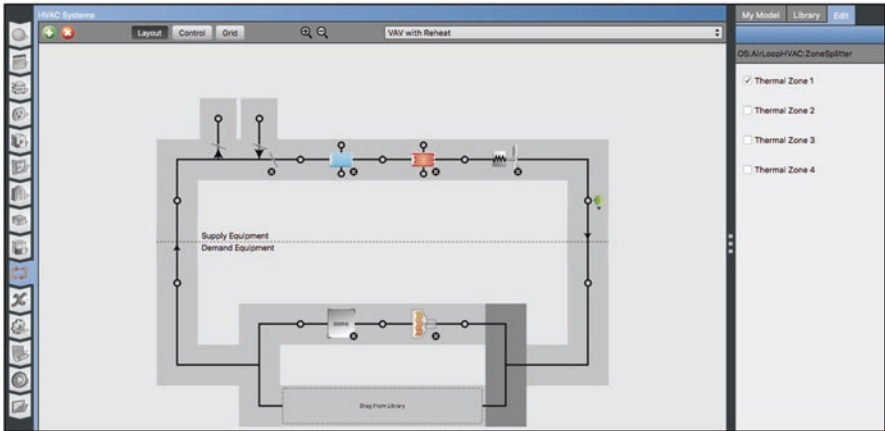 HVAC Systems
My Model Library Edit
Layout Control Grid VAV with Reheat
OS:AirLoopHVAC:ZoneSplitter
Thermal Zone 1
Thermal Zone 2
Thermal Zone 3
Thermal Zone 4
Supply Equipment
Demand Equipment
zone
Drag From Library